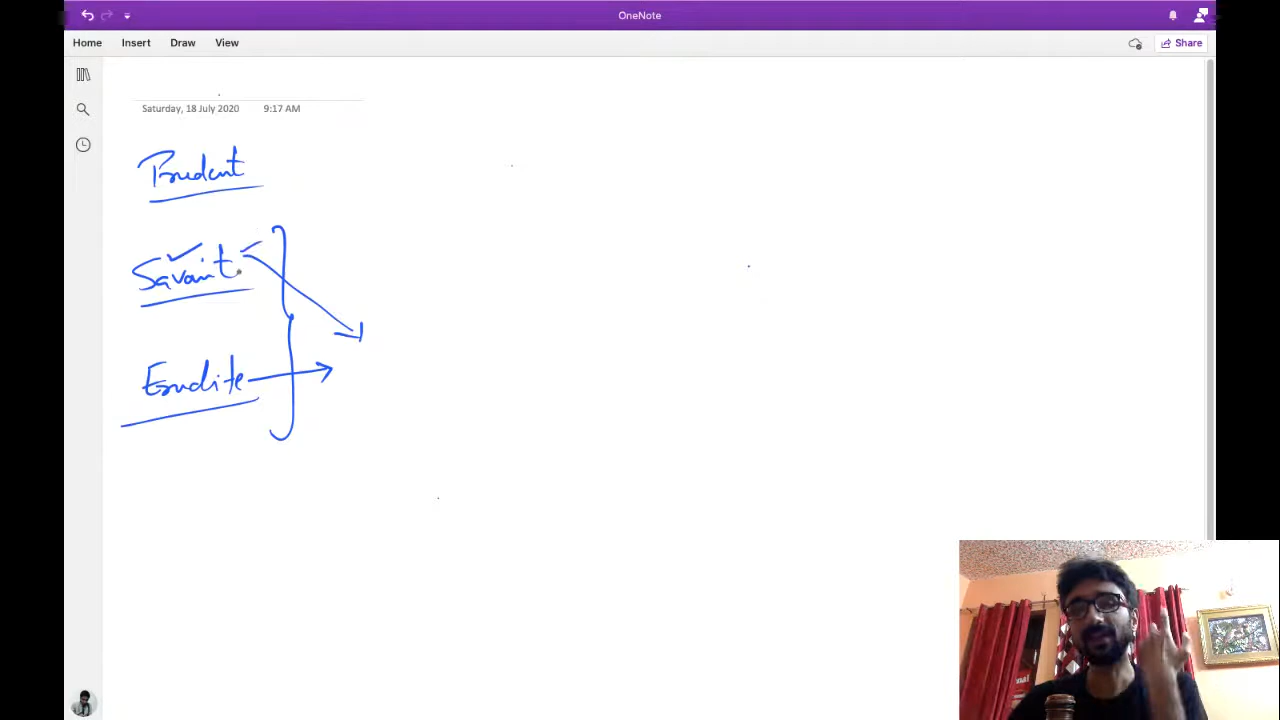 OneNote
Home Insert Draw View Share
Saturday, 18 July 2020 9:17 AM
Prudent
Savant
Erudite